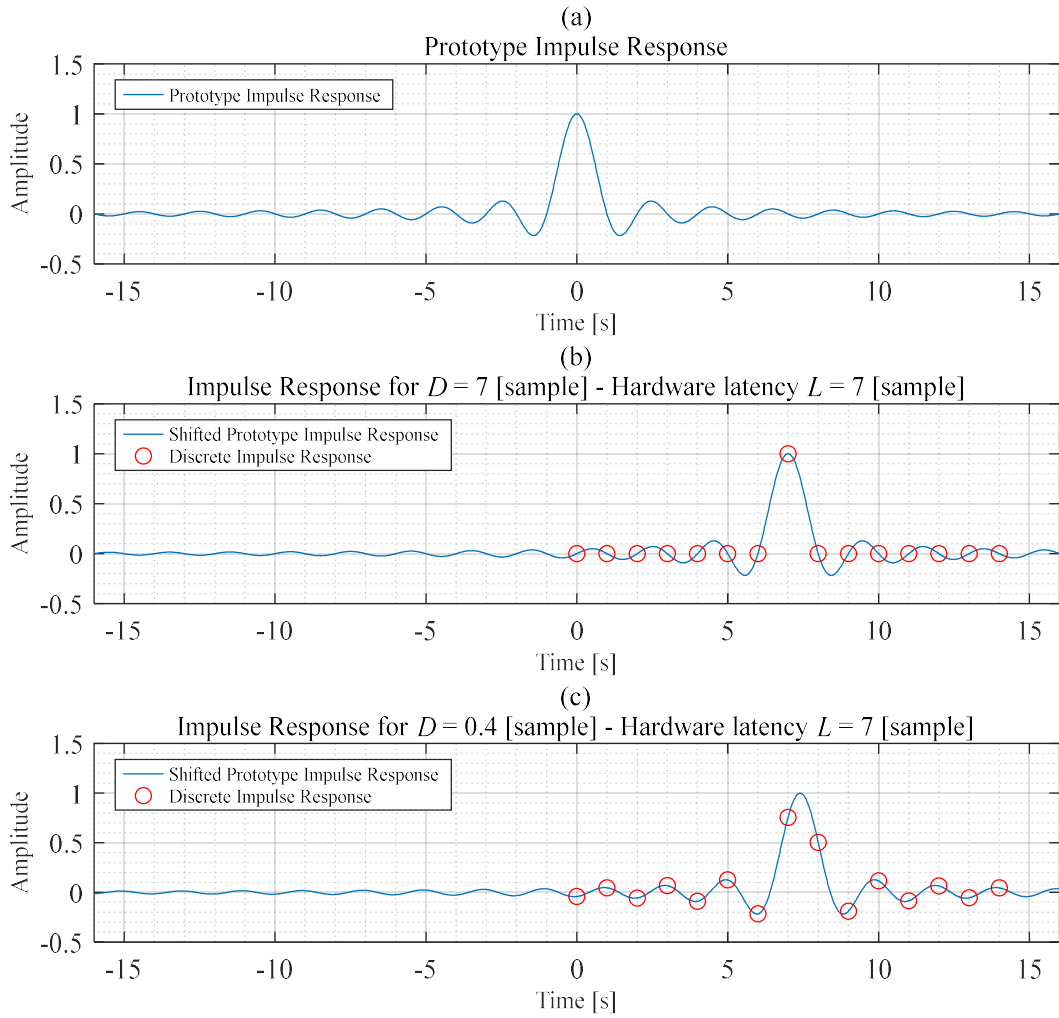 (a)
Prototype Impulse Response
1.5
1
0.5
0
-0.5
Amplitude
Prototype Impulse Response
-15 -10 -5 0 5 10 15
Time [s]
(b)
Impulse Response for D = 7 [sample] - Hardware latency L = 7 [sample]
1.5
1
0.5
0
-0.5
Amplitude
Shifted Prototype Impulse Response
Discrete Impulse Response
-15 -10 -5 0 5 10 15
Time [s]
(c)
Impulse Response for D = 0.4 [sample] - Hardware latency L = 7 [sample]
1.5
1
0.5
0
-0.5
Amplitude
Shifted Prototype Impulse Response
Discrete Impulse Response
-15 -10 -5 0 5 10 15
Time [s]